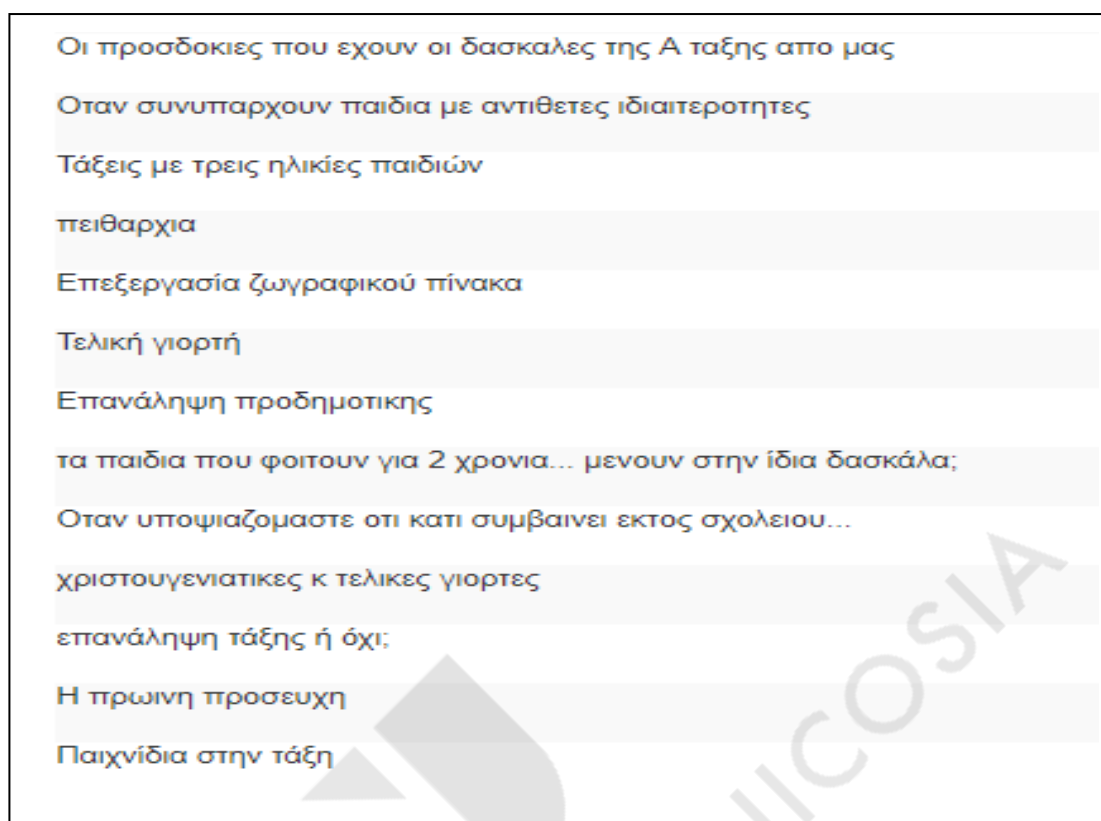 Οι προσδοκιες που εχουν οι δασκαλες της Α ταξης απο μας
Οταν συνυπαρχουν παιδια με αντιθετες ιδιαιτεροτητες
Τάξεις με τρεις ηλικίες παιδιών
πειθαρχια
Επεξεργασία ζωγραφικού πίνακα
Τελική γιορτή
Επανάληψη προδημοτικης
τα παιδια που φοιτουν για 2 χρονια... μενουν στην ίδια δασκάλα;
Οταν υποψιαζομαστε οτι κατι συμβαινει εκτος σχολειου...
χριστουγενιατικες κ τελικες γιορτες
επανάληψη τάξης ή όχι;
Η πρωινη προσευχη
Παιχνίδια στην τάξη
ICOSIA